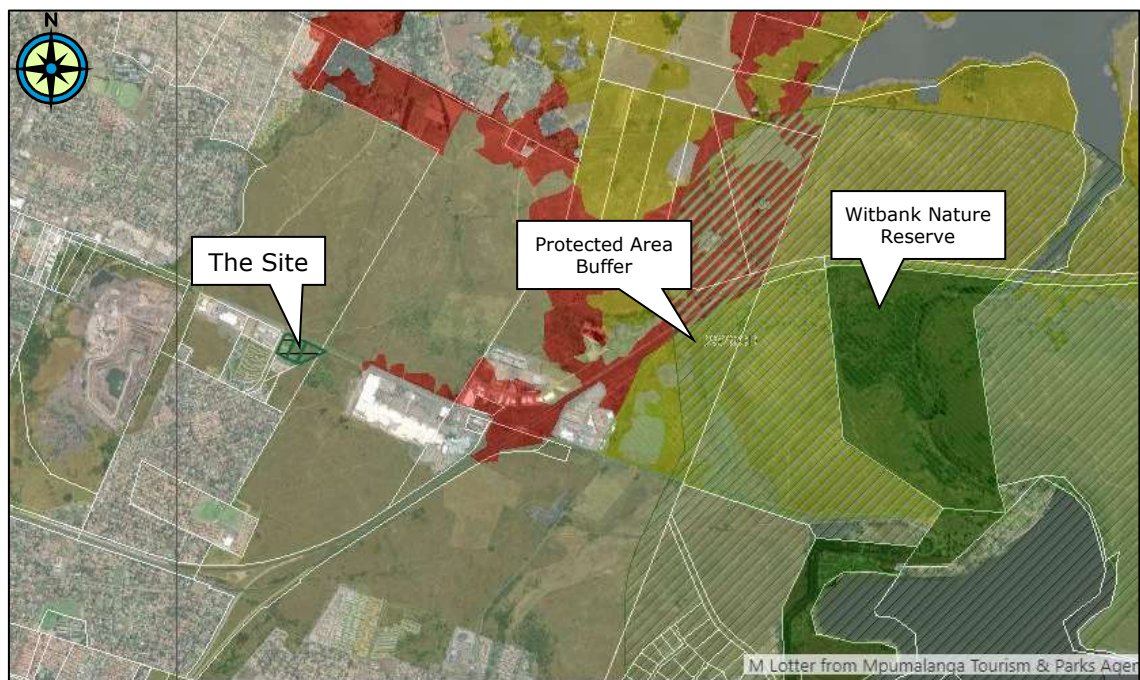 N
The Site
Protected Area
Buffer
Witbank Nature
Reserve
M Lotter from Mpumalanga Tourism & Parks Agen